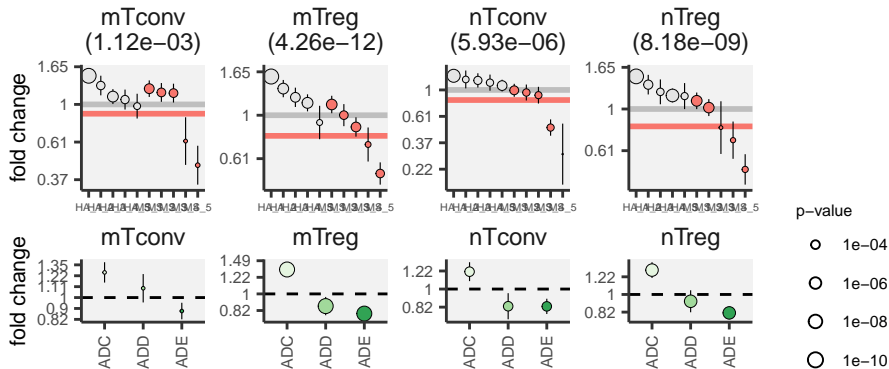 mTconv mTreg nTconv nTreg
(1.12e−03) (4.26e−12) (5.93e−06) (8.18e−09)
fold change
1.65 1 0.61 0.37
1.65 1 0.61
1 0.61 0.37 0.22
1.65 1 0.61
mTconv mTreg nTconv nTreg
fold change
1.35 1.22 1.11 1 0.9 0.82
1.49 1.22 1 0.82
1.22 1 0.82
1.22 1 0.82
ADC ADD ADE ADC ADD ADE ADC ADD ADE ADC ADD ADE
p−value
1e−04
1e−06
1e−08
1e−10